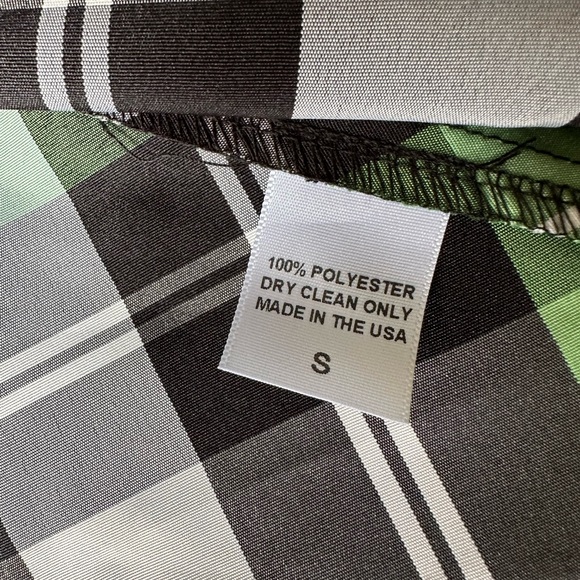 100% POLYESTER
DRY CLEAN ONLY
MADE IN THE USA
S